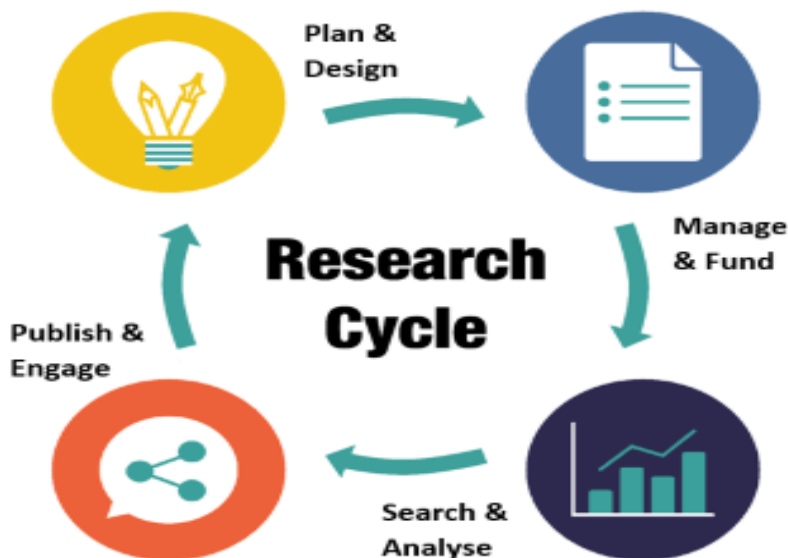 Plan &
Design
Manage
& Fund
Research
Cycle
Publish &
Engage
Search &
Analyse